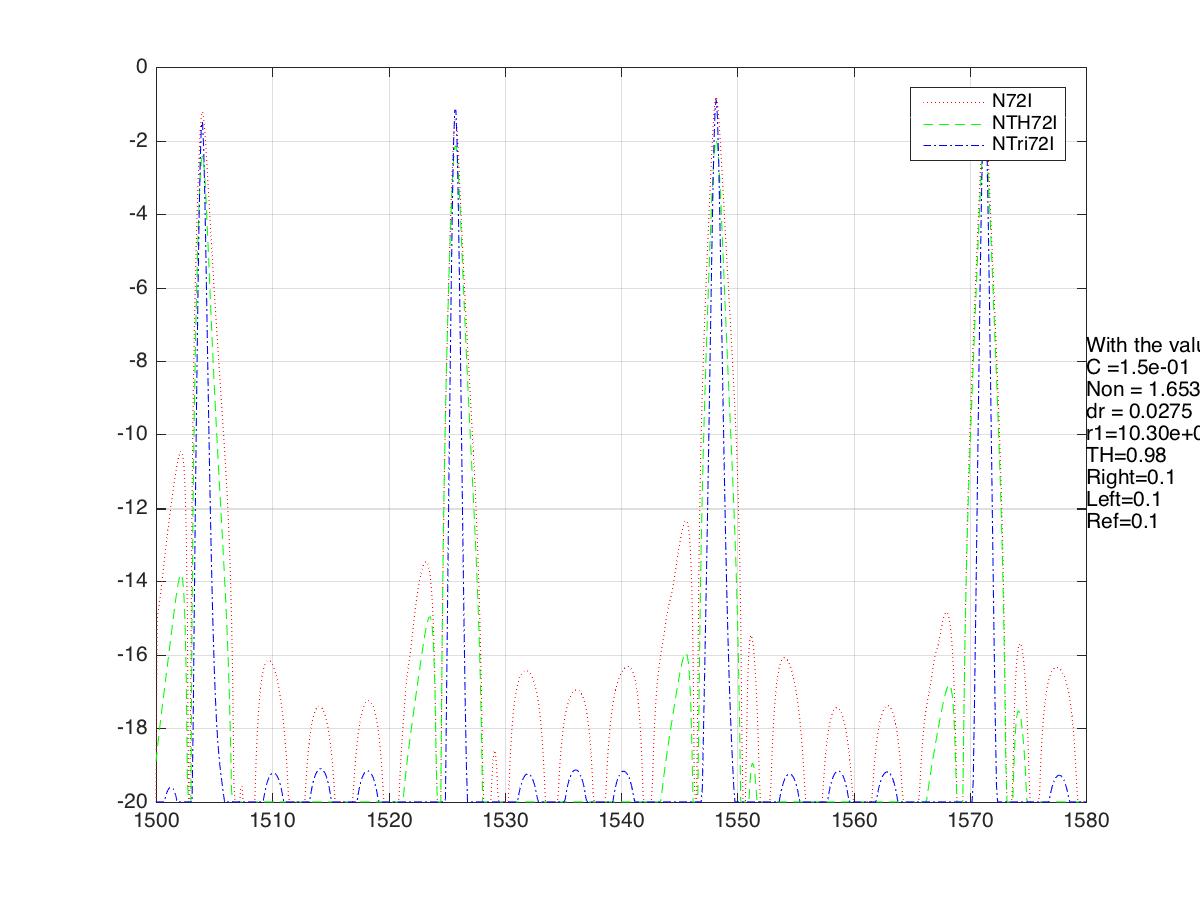 0
-2
-4
-6
-8
-10
-12
-14
-16
-18
-20
1500 1510 1520 1530 1540 1550 1560 1570 1580
N72I
NTH72I
NTri72I
With the valu
C =1.5e-01
Non = 1.653
dr = 0.0275
r1=10.30e+0
TH=0.98
Right=0.1
Left=0.1
Ref=0.1